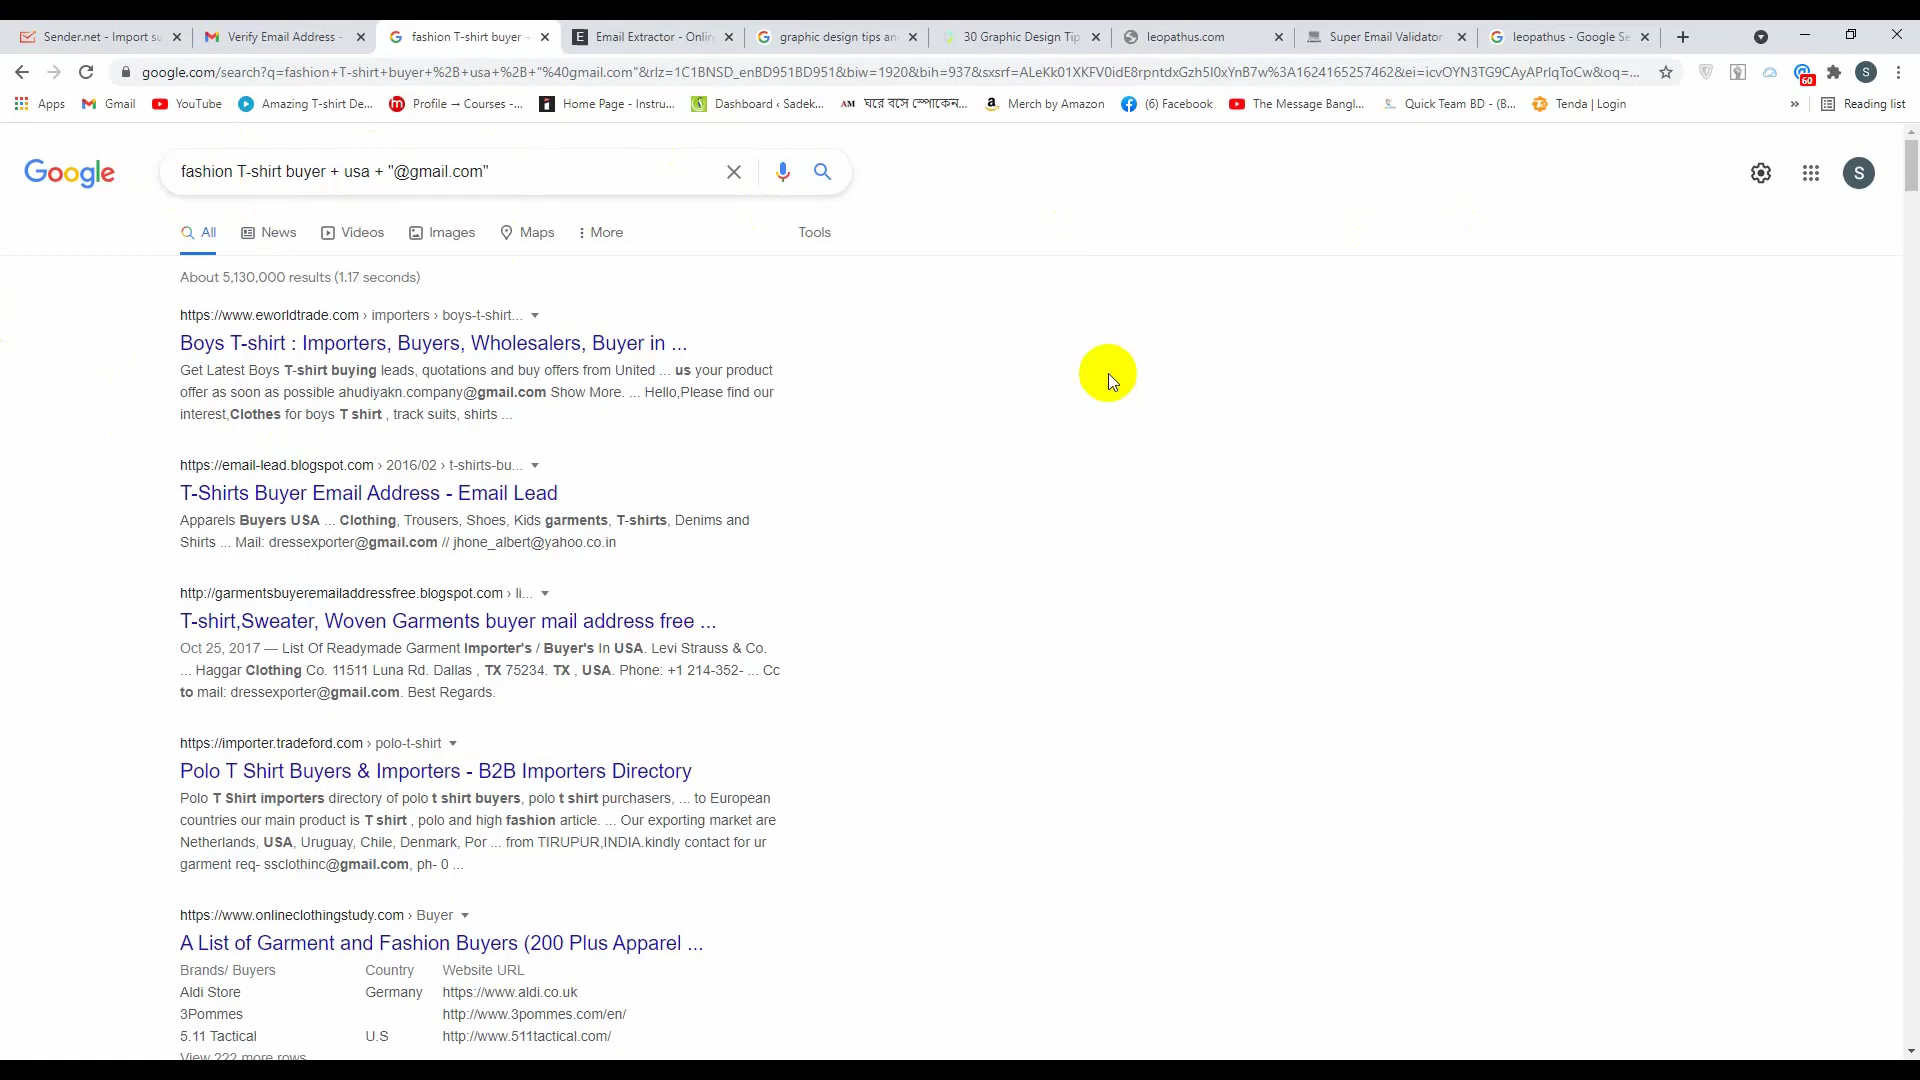 Sender.net - Import su
Verify Email Address -
fashion T-shirt buyer -
Email Extractor - Onlin
graphic design tips an
30 Graphic Design Tip
leopathus.com
Super Email Validator
leopathus - Google Se
google.com/search?q=fashion+T-shirt+buyer+%2B+usa+%2B+"%40gmail.com"&rlz=1C1BNSD_enBD951BD951&biw=1920&bih=937&sxsrf=ALeKk01XKFV0idE8rpntdxGzh5I0xYnB7w%3A1624165257462&ei=icvOYN3TG9CAyAPrlqToCw&oq=...
60
S
Apps
Gmail
YouTube
Amazing T-shirt De...
Profile → Courses -...
Home Page - Instru...
Dashboard ‹ Sadek...
AM ঘরে বসে স্পোকেন...
Merch by Amazon
(6) Facebook
The Message Bangl...
Quick Team BD - (B...
Tenda | Login
»
Reading list
Google
fashion T-shirt buyer + usa + "@gmail.com"
S
All
News
Videos
Images
Maps
More
Tools
About 5,130,000 results (1.17 seconds)
https://www.eworldtrade.com › importers › boys-t-shirt...
Boys T-shirt : Importers, Buyers, Wholesalers, Buyer in ...
Get Latest Boys T-shirt buying leads, quotations and buy offers from United ... us your product
offer as soon as possible ahudiyakn.company@gmail.com Show More. ... Hello,Please find our
interest,Clothes for boys T shirt , track suits, shirts ...
https://email-lead.blogspot.com › 2016/02 › t-shirts-bu...
T-Shirts Buyer Email Address - Email Lead
Apparels Buyers USA ... Clothing, Trousers, Shoes, Kids garments, T-shirts, Denims and
Shirts ... Mail: dressexporter@gmail.com // jhone_albert@yahoo.co.in
http://garmentsbuyeremailaddressfree.blogspot.com › li...
T-shirt,Sweater, Woven Garments buyer mail address free ...
Oct 25, 2017 — List Of Readymade Garment Importer's / Buyer's In USA. Levi Strauss & Co.
... Haggar Clothing Co. 11511 Luna Rd. Dallas , TX 75234. TX , USA. Phone: +1 214-352- ... Cc
to mail: dressexporter@gmail.com. Best Regards.
https://importer.tradeford.com › polo-t-shirt
Polo T Shirt Buyers & Importers - B2B Importers Directory
Polo T Shirt importers directory of polo t shirt buyers, polo t shirt purchasers, ... to European
countries our main product is T shirt , polo and high fashion article. ... Our exporting market are
Netherlands, USA, Uruguay, Chile, Denmark, Por ... from TIRUPUR,INDIA.kindly contact for ur
garment req- ssclothinc@gmail.com, ph- 0 ...
https://www.onlineclothingstudy.com › Buyer
A List of Garment and Fashion Buyers (200 Plus Apparel ...
Brands/ Buyers Country Website URL
Aldi Store Germany https://www.aldi.co.uk
3Pommes http://www.3pommes.com/en/
5.11 Tactical U.S http://www.511tactical.com/
View 222 more rows